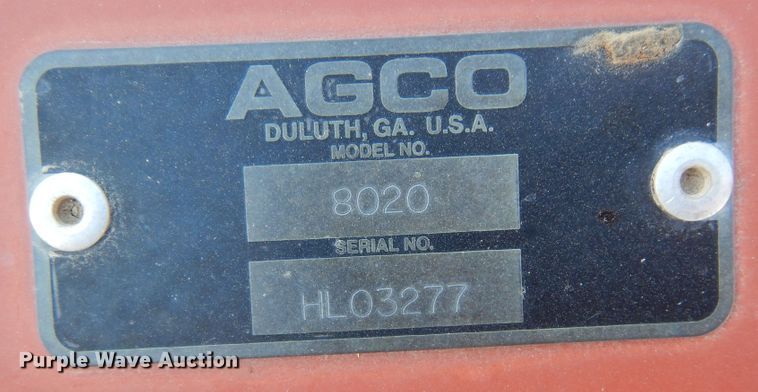 AGCO
DULUTH, GA. U.S.A.
MODEL NO.
8020
SERIAL NO.
HL03277
Purple Wave Auction